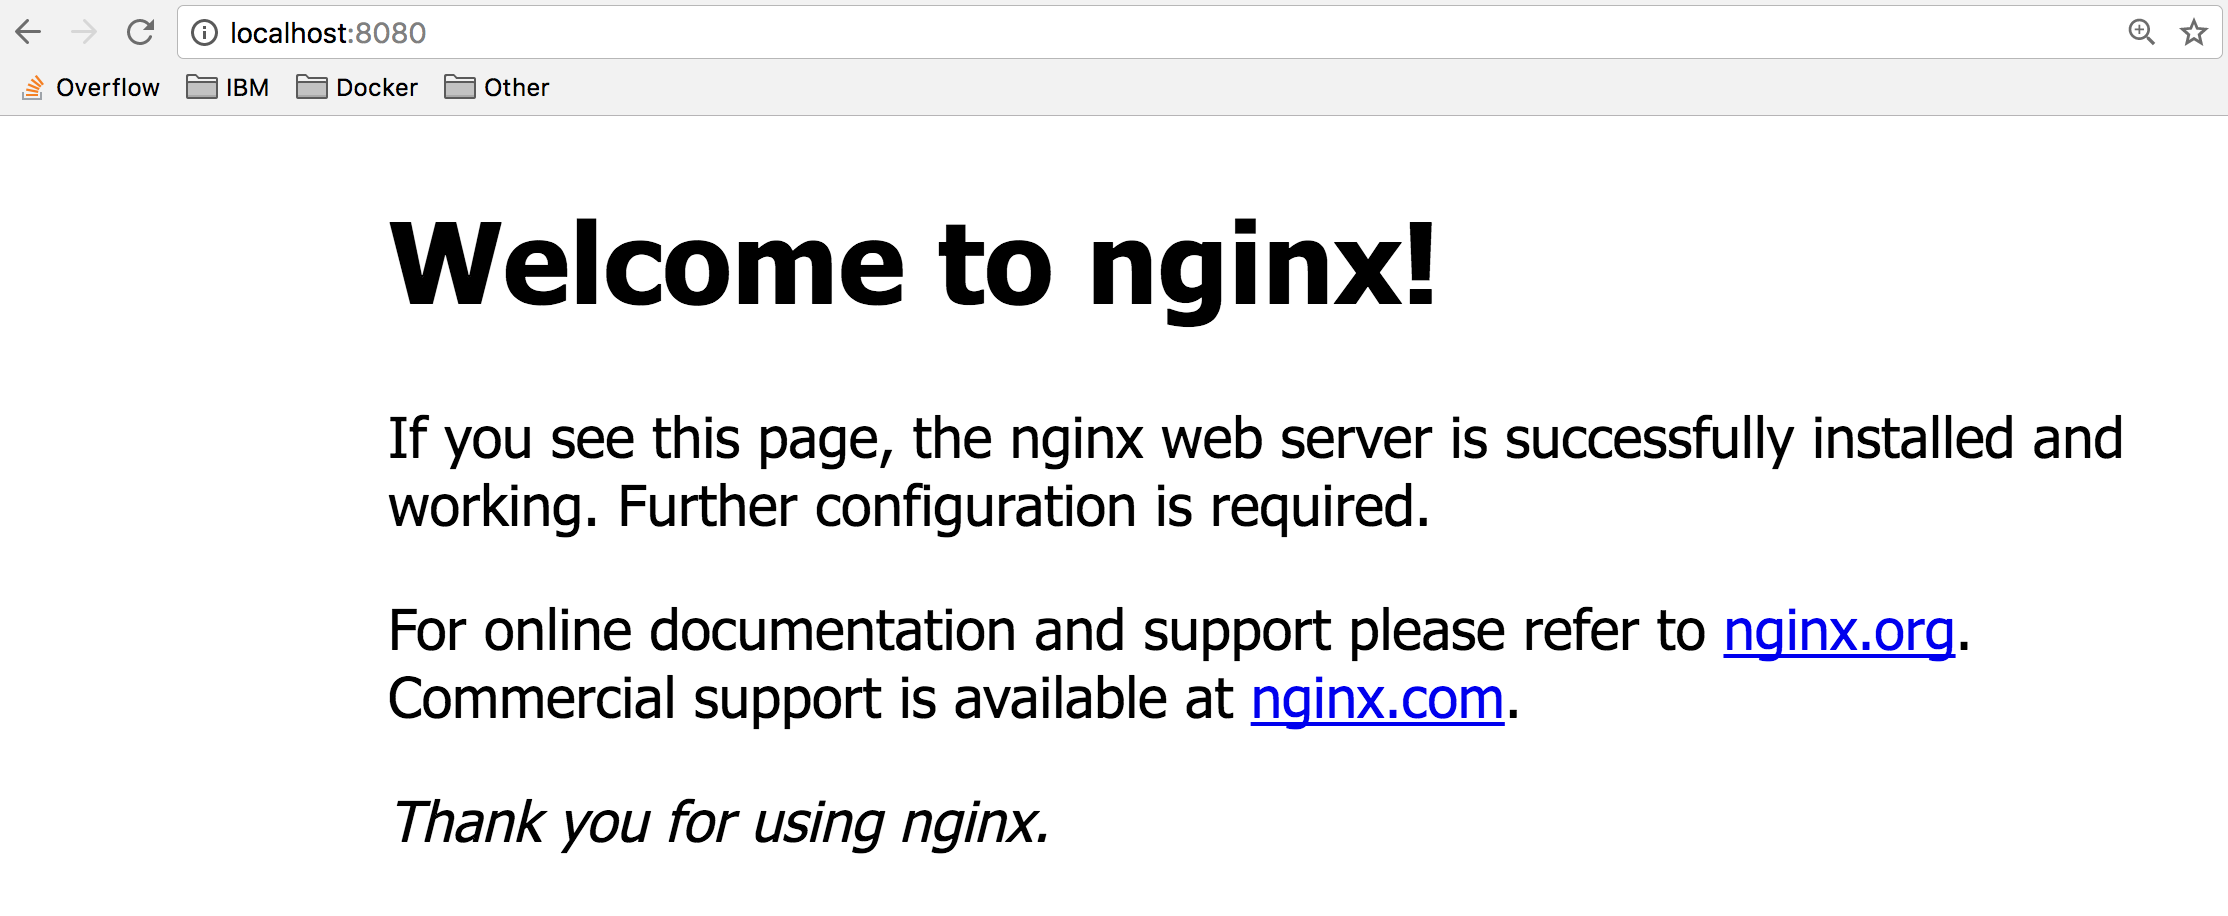 localhost:8080
Overflow IBM Docker Other
Welcome to nginx!
If you see this page, the nginx web server is successfully installed and
working. Further configuration is required.
For online documentation and support please refer to nginx.org.
Commercial support is available at nginx.com.
Thank you for using nginx.